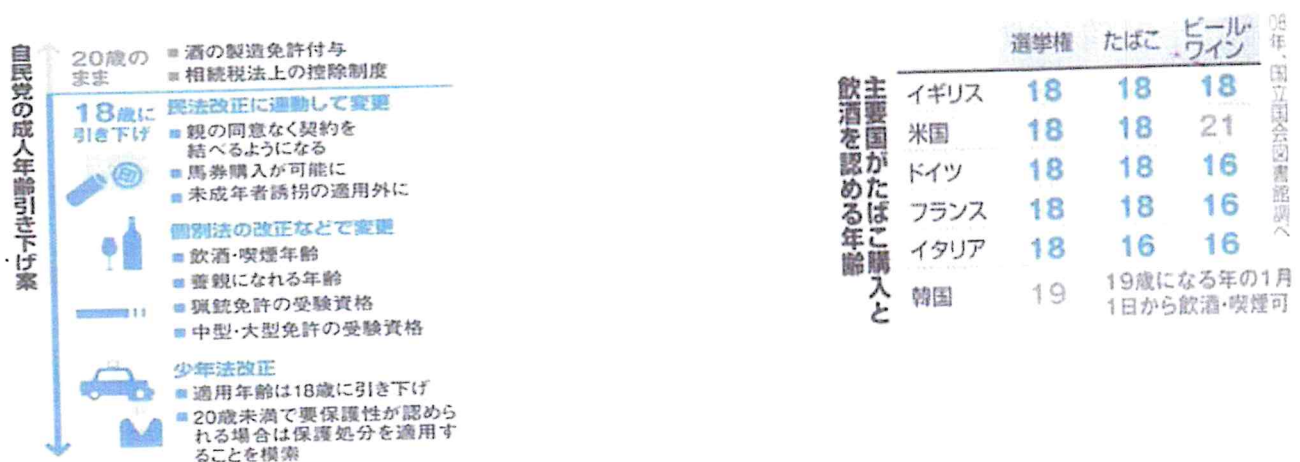 自民党の成人年齢引き下げ案
20歳の
まま
■酒の製造免許付与
■相続税法上の控除制度
18歳に
引き下げ
民法改正に連動して変更
■親の同意なく契約を
結べるようになる
■馬券購入が可能に
■未成年者誘拐の適用外に
印
個別法の改正などで変更
■飲酒・喫煙年齢
■養親になれる年齢
■猟銃免許の受験資格
■中型・大型免許の受験資格
少年法改正
■適用年齢は18歳に引き下げ
■20歳未満で要保護性が認めら
れる場合は保護処分を適用す
ることを模索
主要国がたばこ購入と
飲酒を認める年齢
選挙権 たばこ ビール・
ワイン
イギリス 18 18 18
米国 18 18 21
ドイツ 18 18 16
フランス 18 18 16
イタリア 18 16 16
韓国 19 19歳になる年の1月
1日から飲酒・喫煙可
08年、国立国会図書館調べ